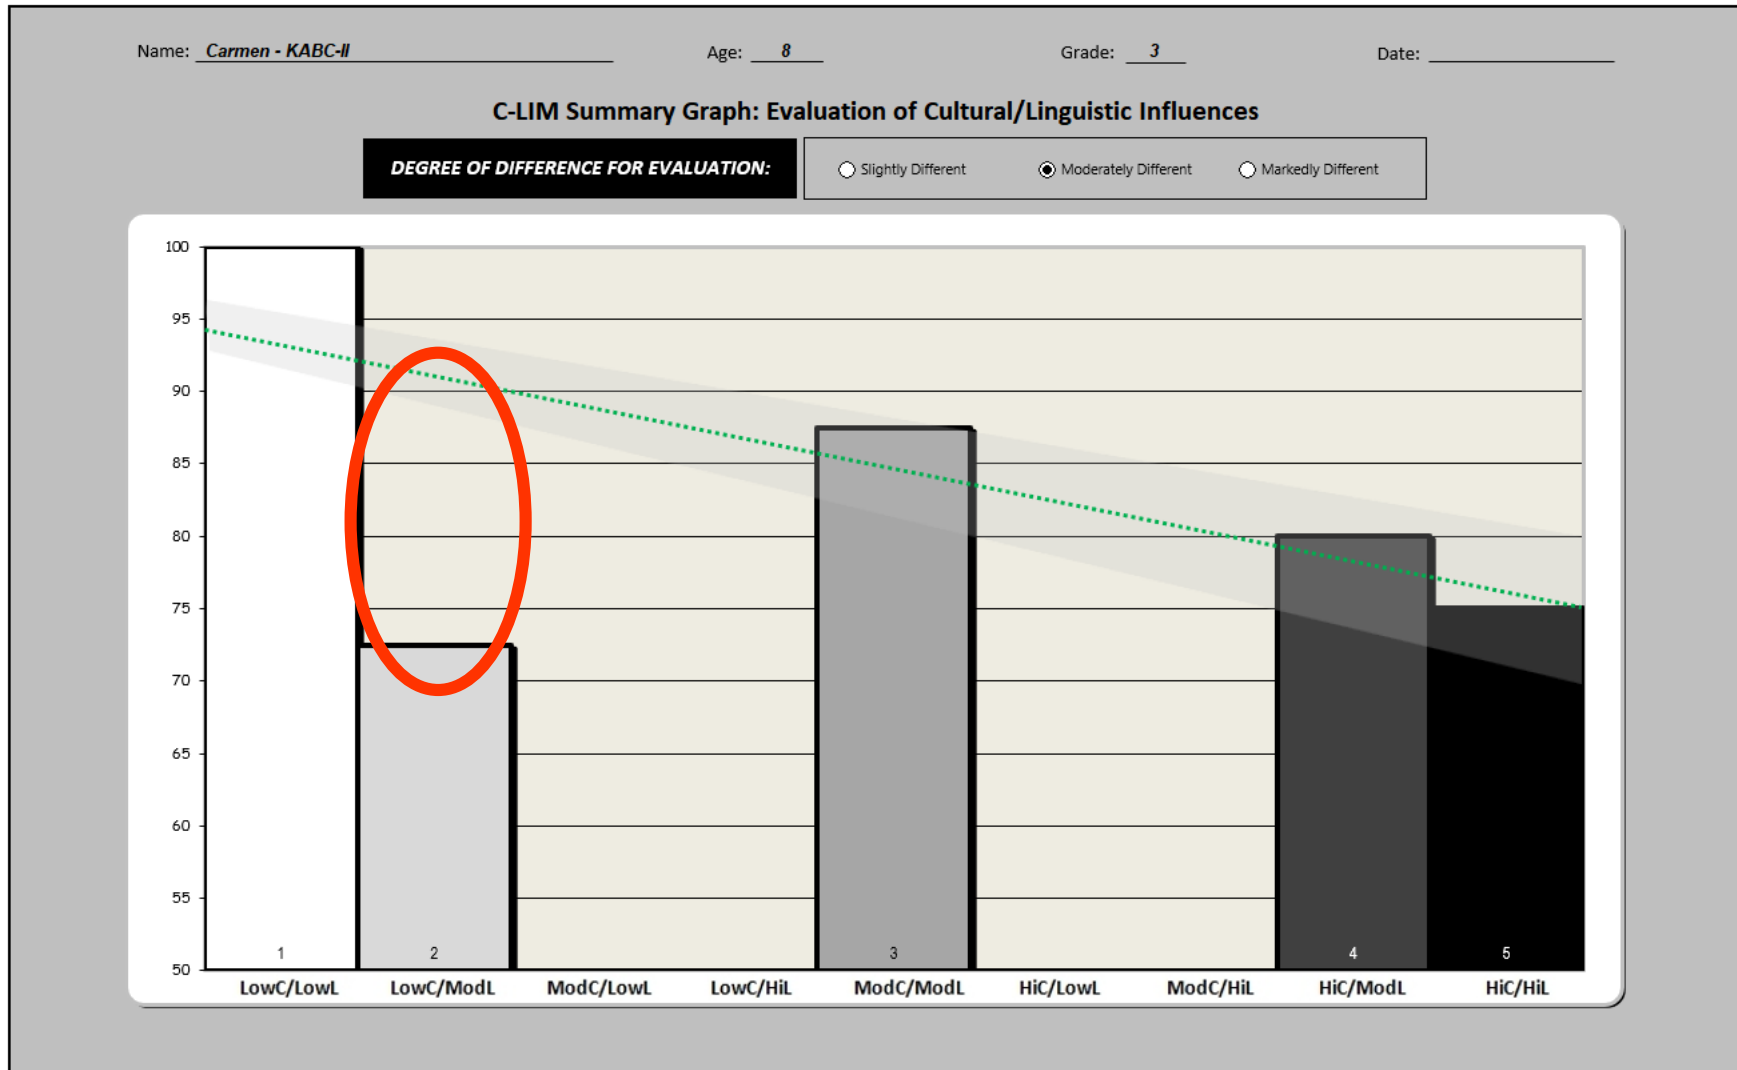 Name: Carmen - KABC-II Age: 8 Grade: 3 Date:
C-LIM Summary Graph: Evaluation of Cultural/Linguistic Influences
DEGREE OF DIFFERENCE FOR EVALUATION: Slightly Different Moderately Different Markedly Different
100
95
90
85
80
75
70
65
60
55
50
1 2 3 4 5
LowC/LowL LowC/ModL ModC/LowL LowC/HiL ModC/ModL HiC/LowL ModC/HiL HiC/ModL HiC/HiL